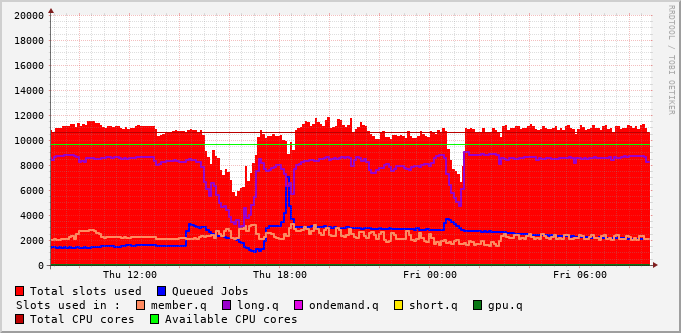 20000
18000
16000
14000
12000
10000
8000
6000
4000
2000
0
Thu 12:00 Thu 18:00 Fri 00:00 Fri 06:00
RRDTOOL / TOBI OETIKER
Total slots used Queued Jobs
Slots used in : member.q long.q ondemand.q short.q gpu.q
Total CPU cores Available CPU cores